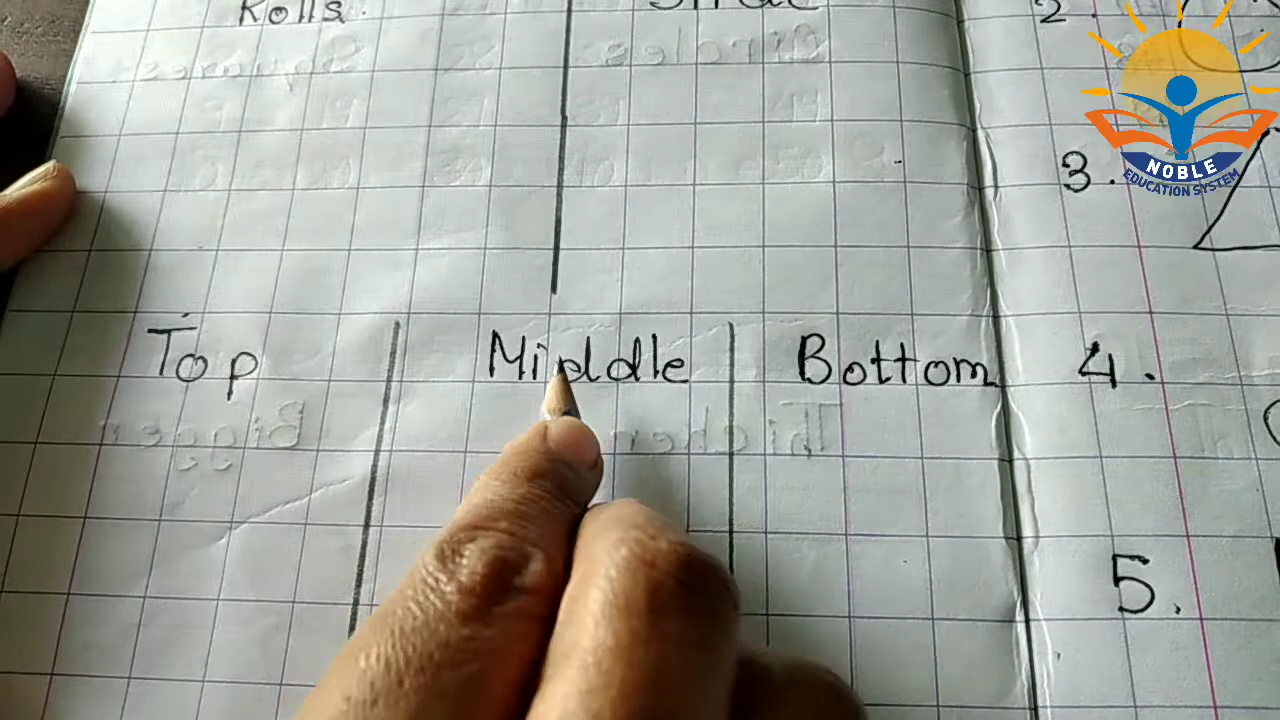 Rolls
2.
3.
Top Middle Bottom 4.
5.
NOBLE
EDUCATION SYSTEM